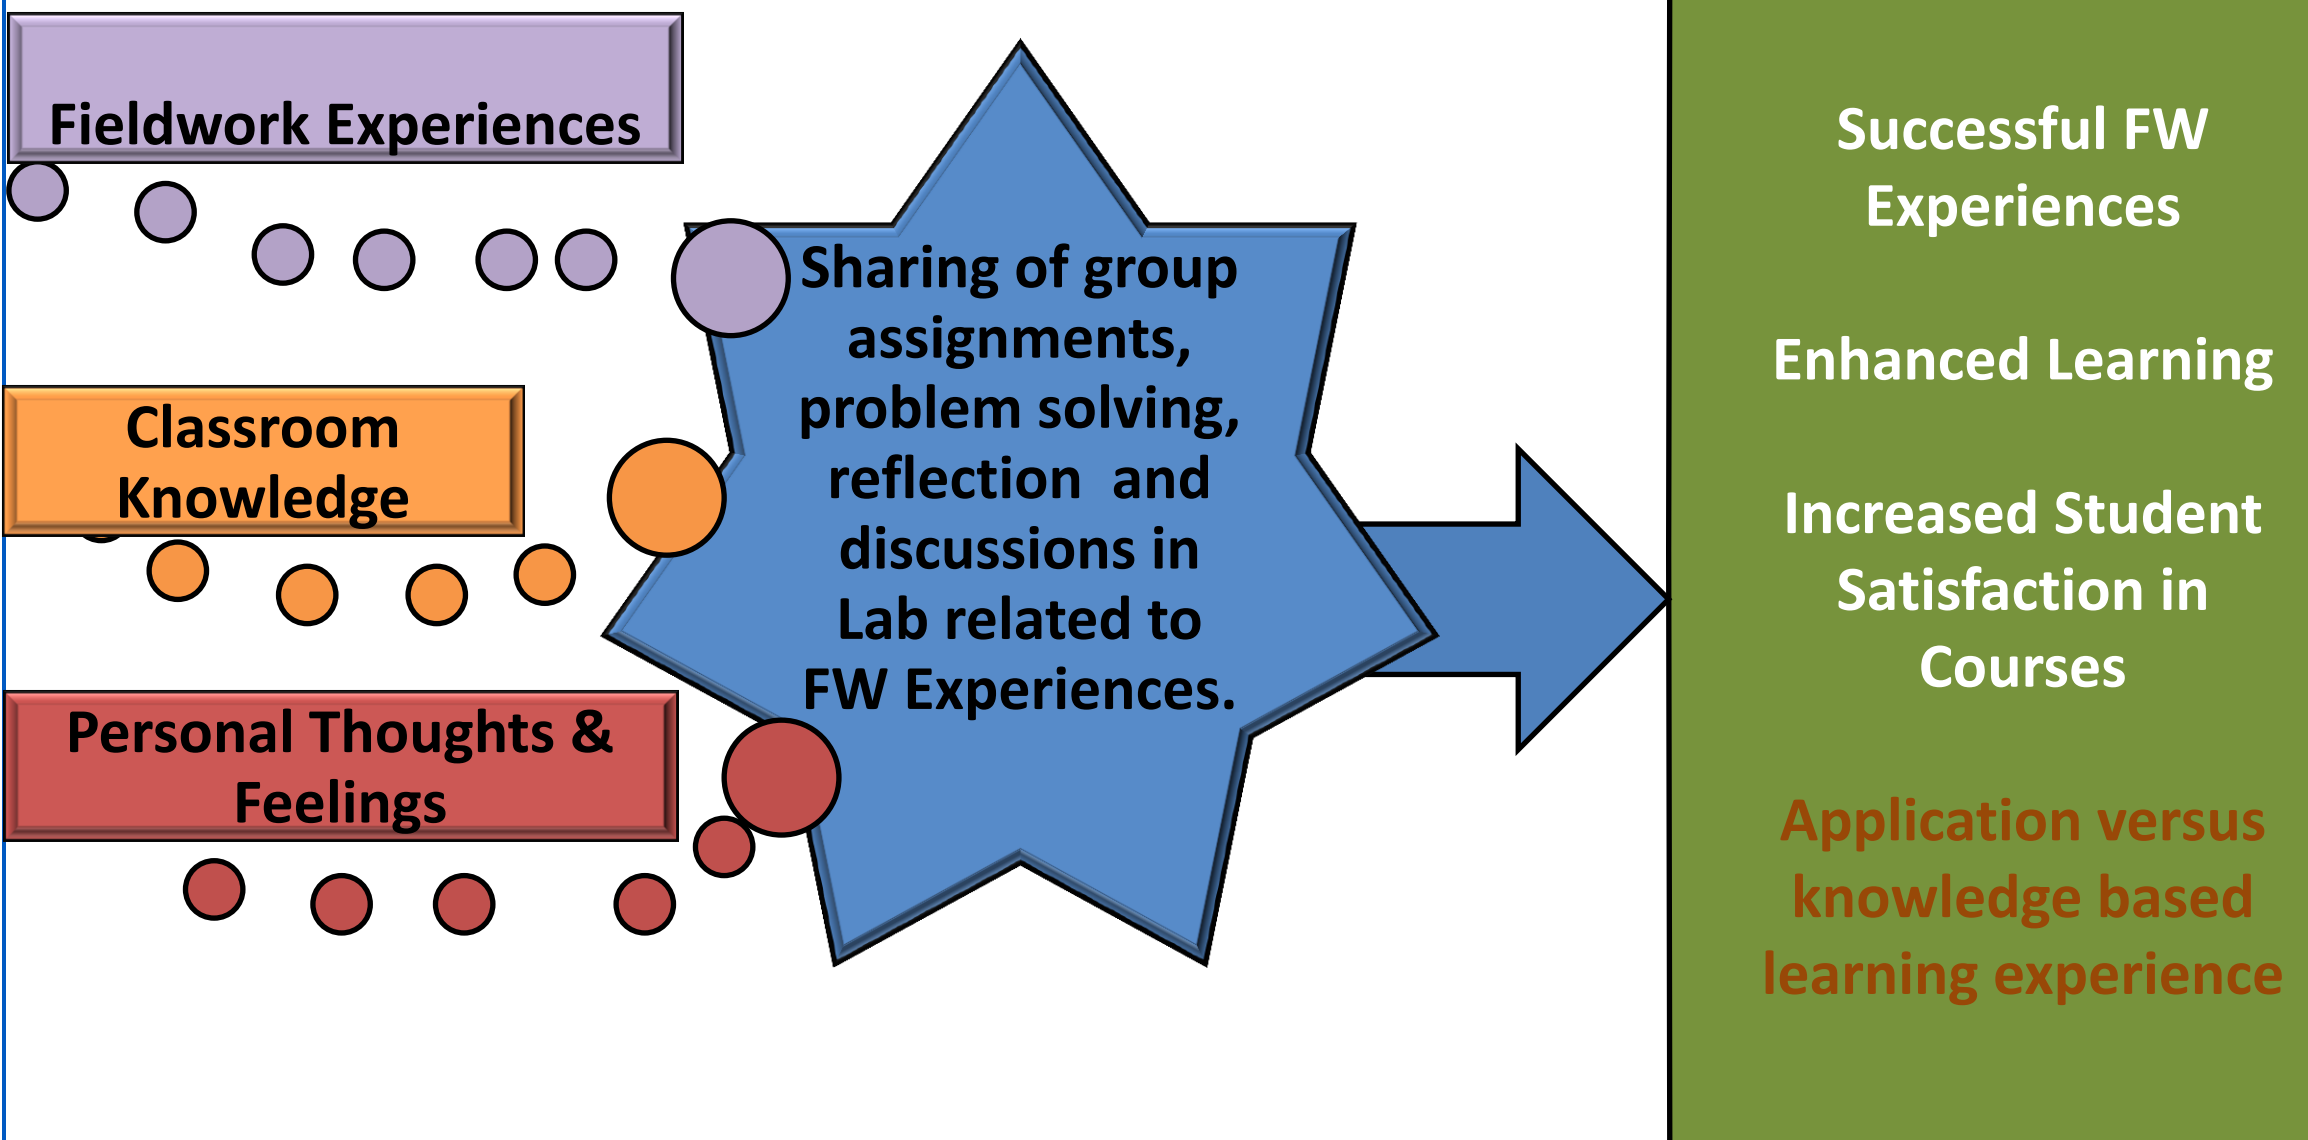 Fieldwork Experiences
Classroom
Knowledge
Personal Thoughts &
Feelings
Sharing of group
assignments,
problem solving,
reflection  and
discussions in
Lab related to
FW Experiences.
Successful FW
Experiences
Enhanced Learning
Increased Student
Satisfaction in
Courses
Application versus
knowledge based
learning experience